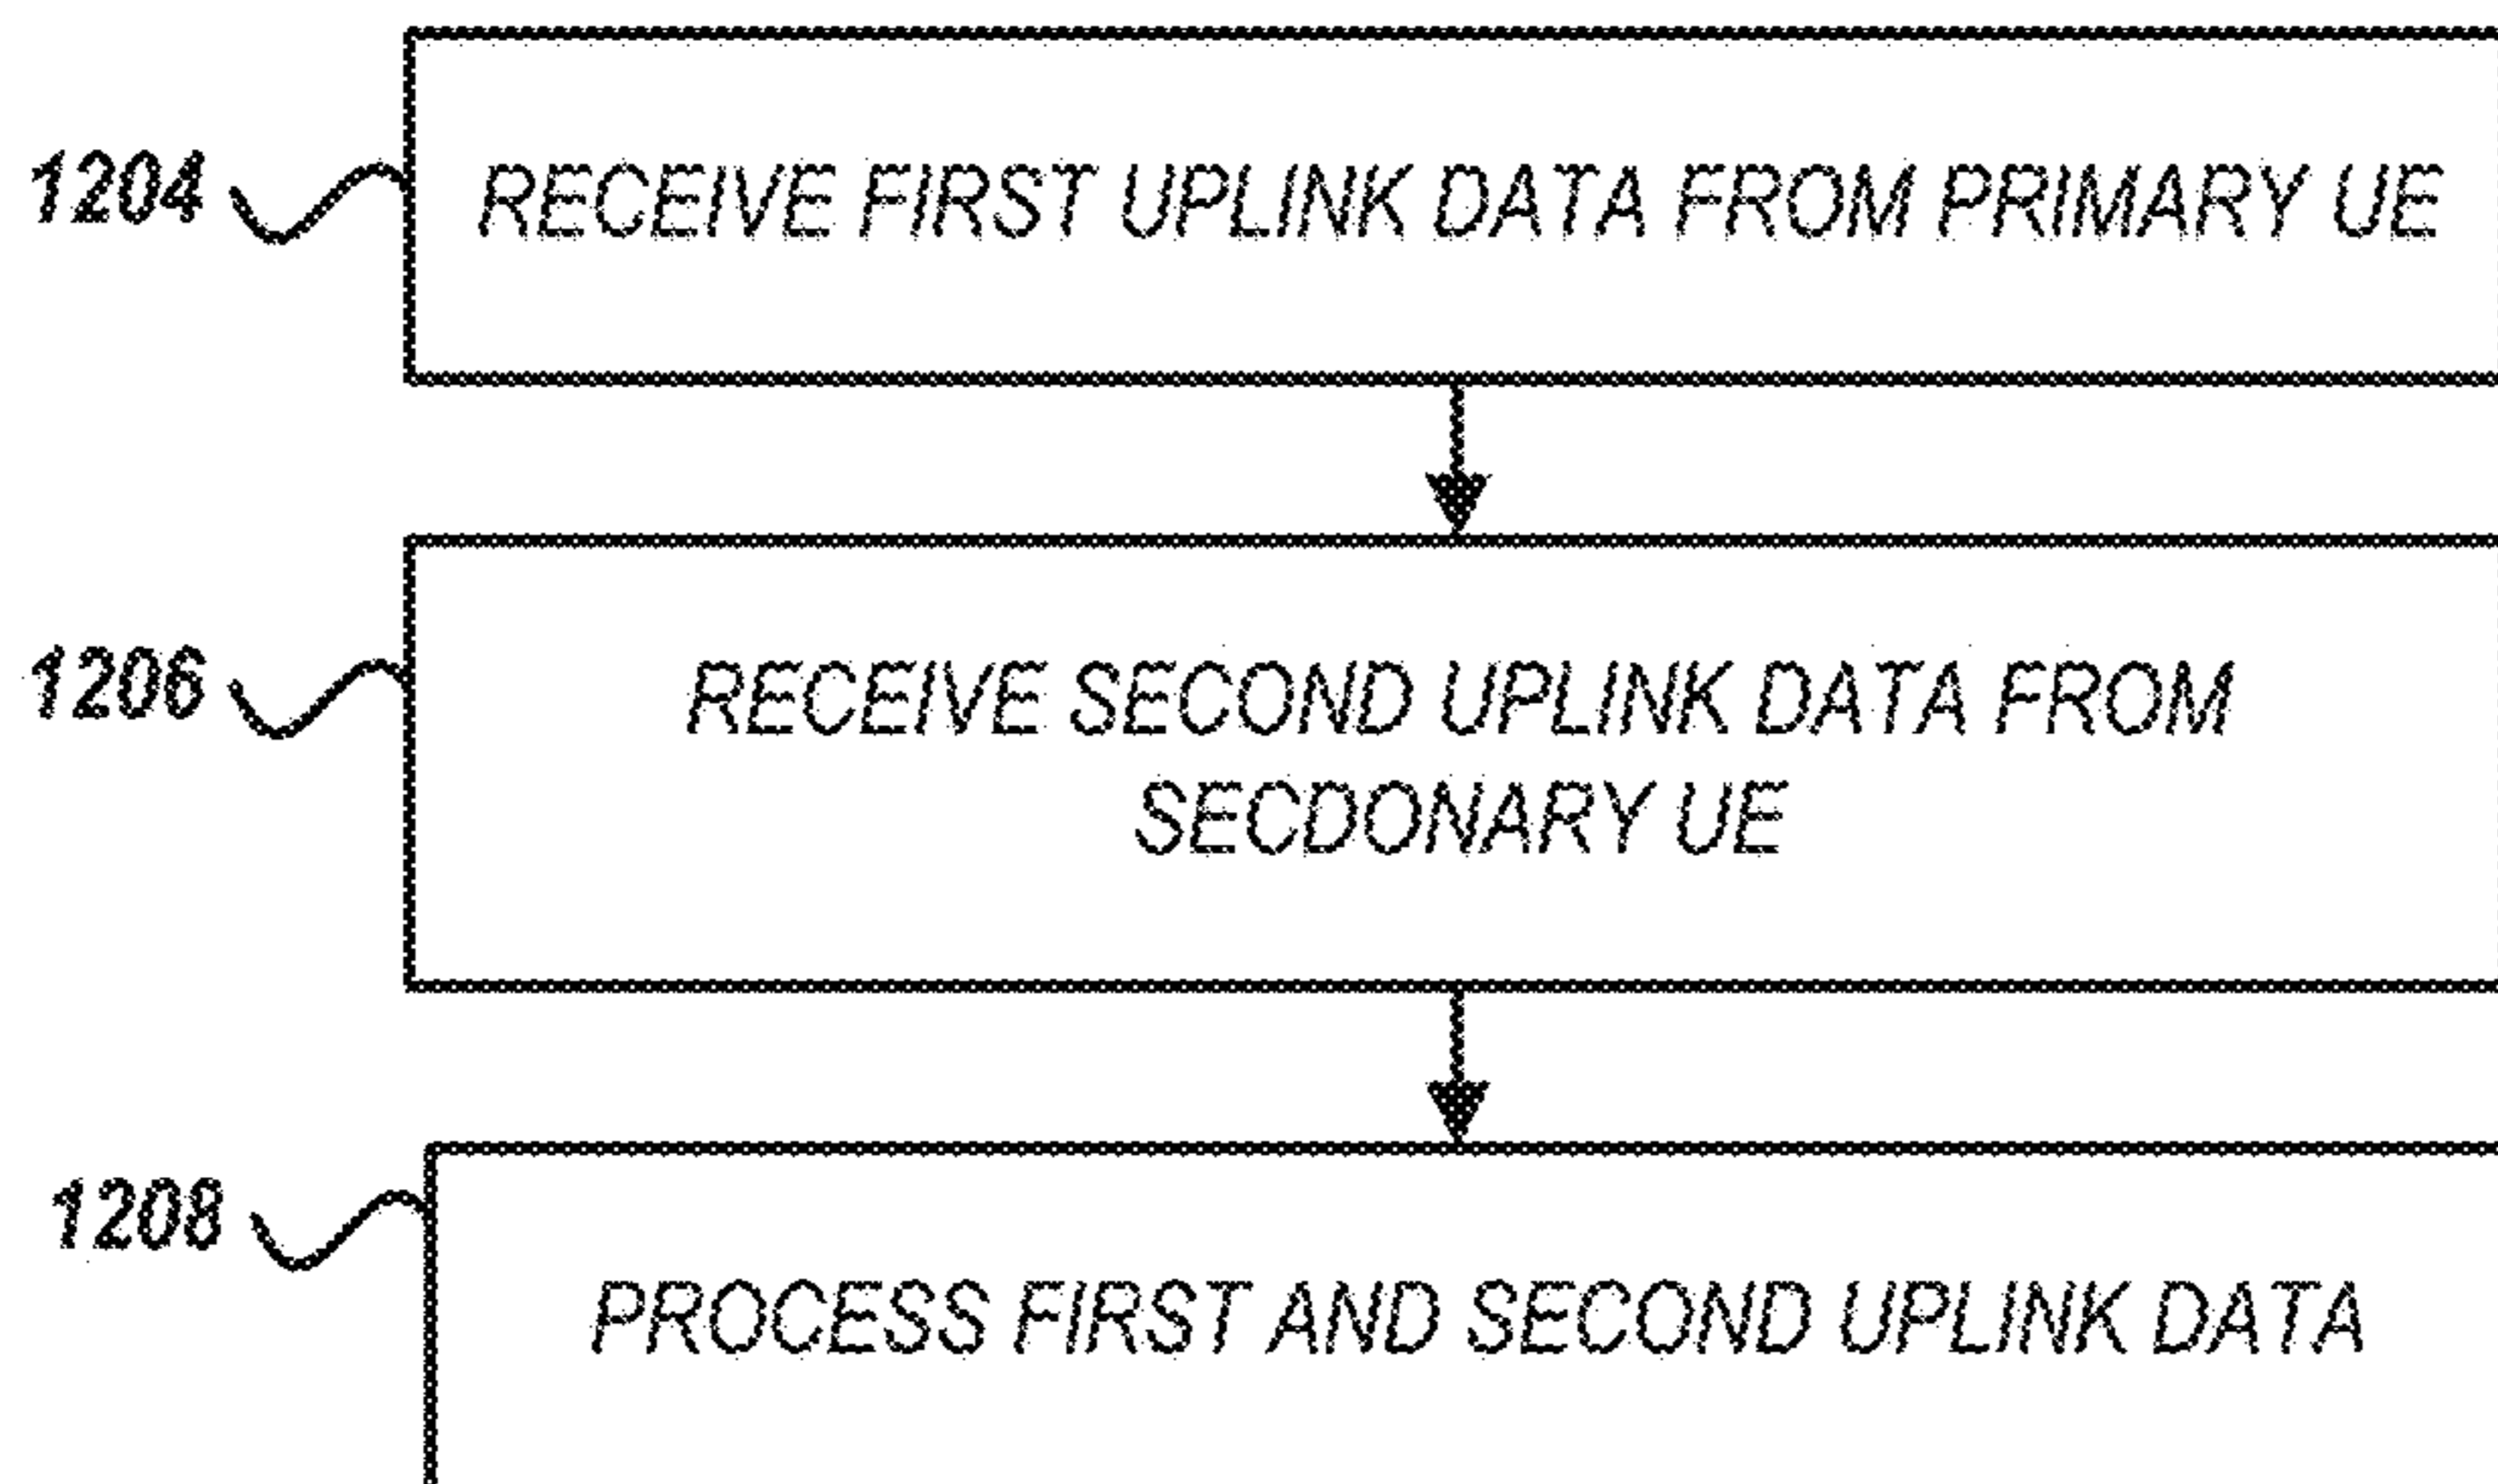 1204
RECEIVE FIRST UPLINK DATA FROM PRIMARY UE
1206
RECEIVE SECOND UPLINK DATA FROM
SECDONARY UE
1208
PROCESS FIRST AND SECOND UPLINK DATA